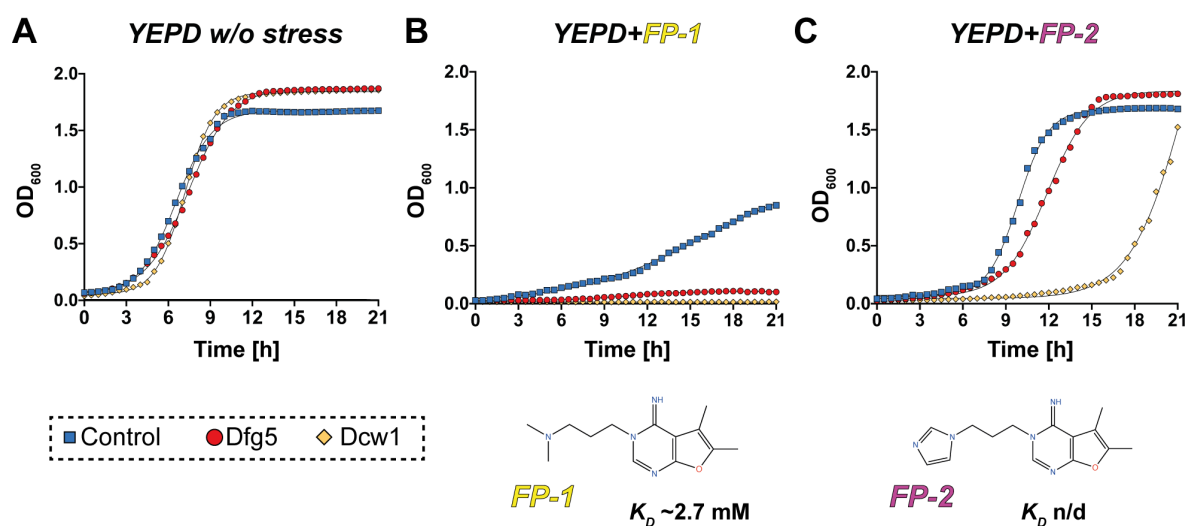 A
YEPD w/o stress
OD600
2.0
1.5
1.0
0.5
0.0
0 3 6 9 12 15 18 21
Time [h]
B
YEPD+FP-1
OD600
2.0
1.5
1.0
0.5
0.0
0 3 6 9 12 15 18 21
Time [h]
C
YEPD+FP-2
OD600
2.0
1.5
1.0
0.5
0.0
0 3 6 9 12 15 18 21
Time [h]
Control Dfg5 Dcw1
NH
N
N
N
O
FP-1
KD ~2.7 mM
NH
N
N
N
N
O
FP-2
KD n/d